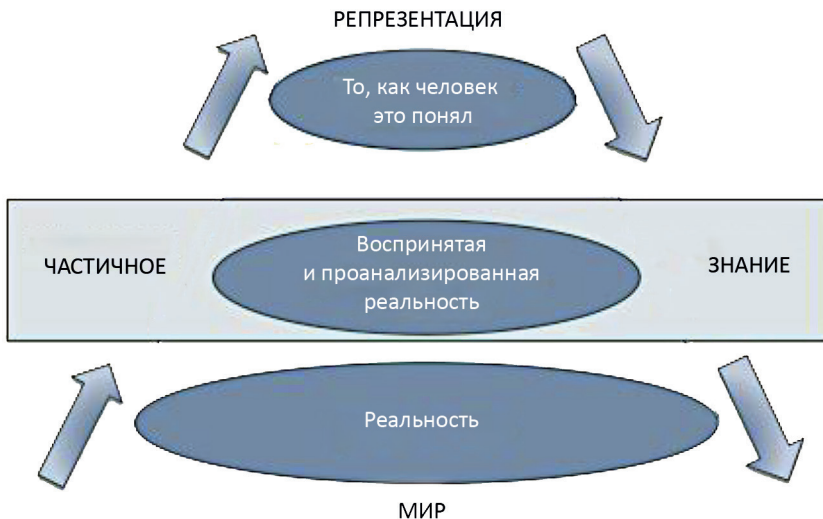 РЕПРЕЗЕНТАЦИЯ
То, как человек
это понял
ЧАСТИЧНОЕ
Воспринятая
и проанализированная
реальность
ЗНАНИЕ
Реальность
МИР